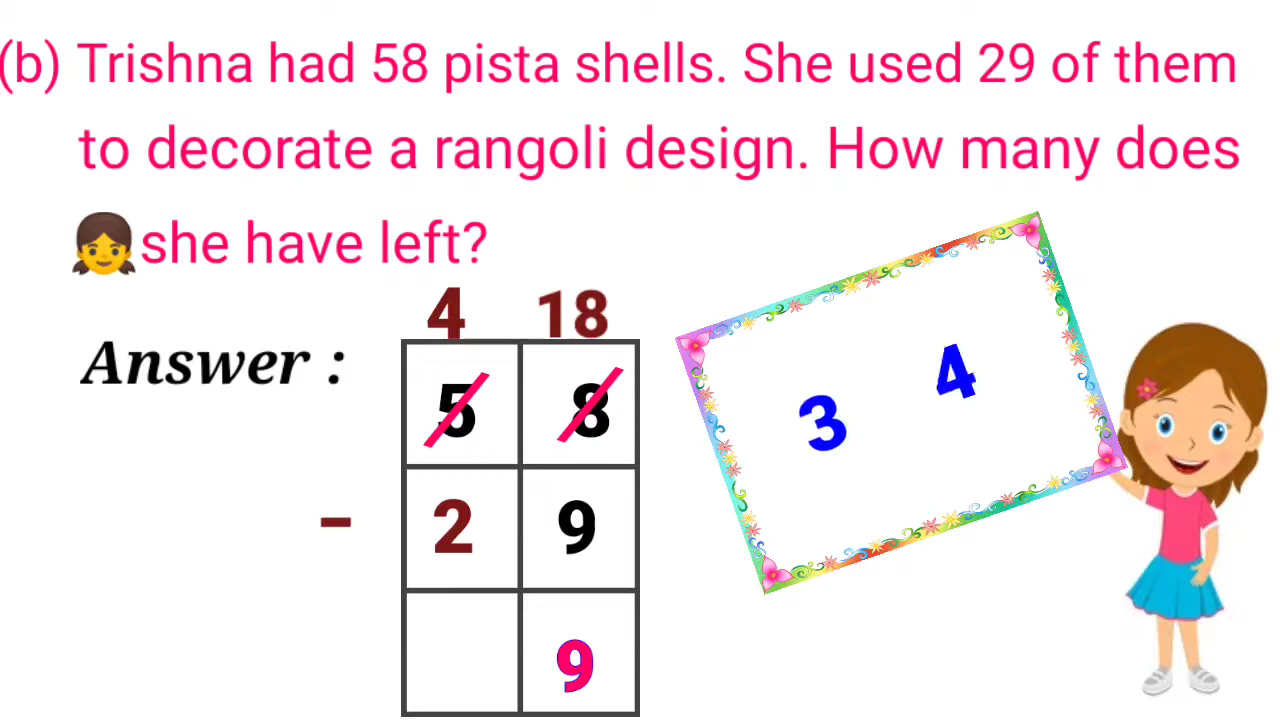 (b) Trishna had 58 pista shells. She used 29 of them
to decorate a rangoli design. How many does
she have left?
Answer :
4 18
5 8
- 2 9
9
3 4